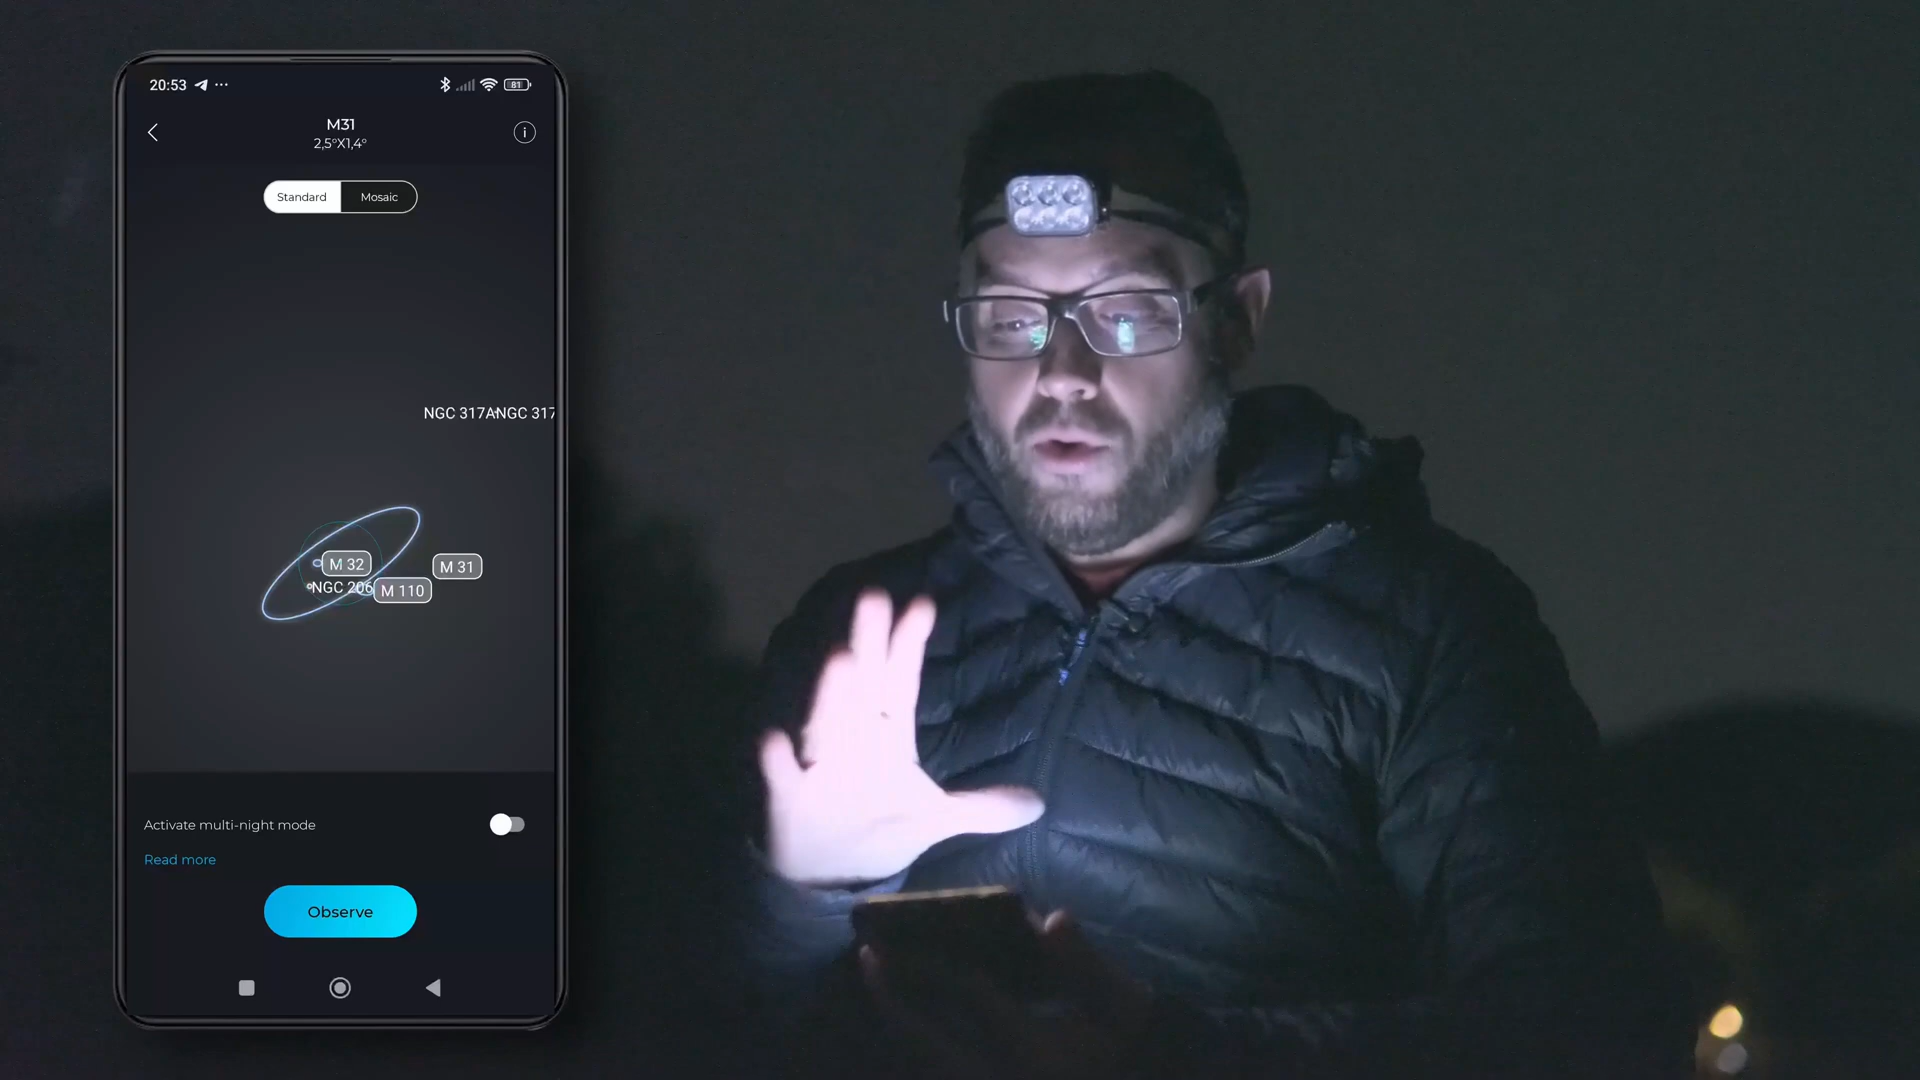 20:53
81
M31
2,5°X1,4°
i
Standard
Mosaic
NGC 317ANGC 317
M 32
M 31
NGC 206
M 110
Activate multi-night mode
Read more
Observe